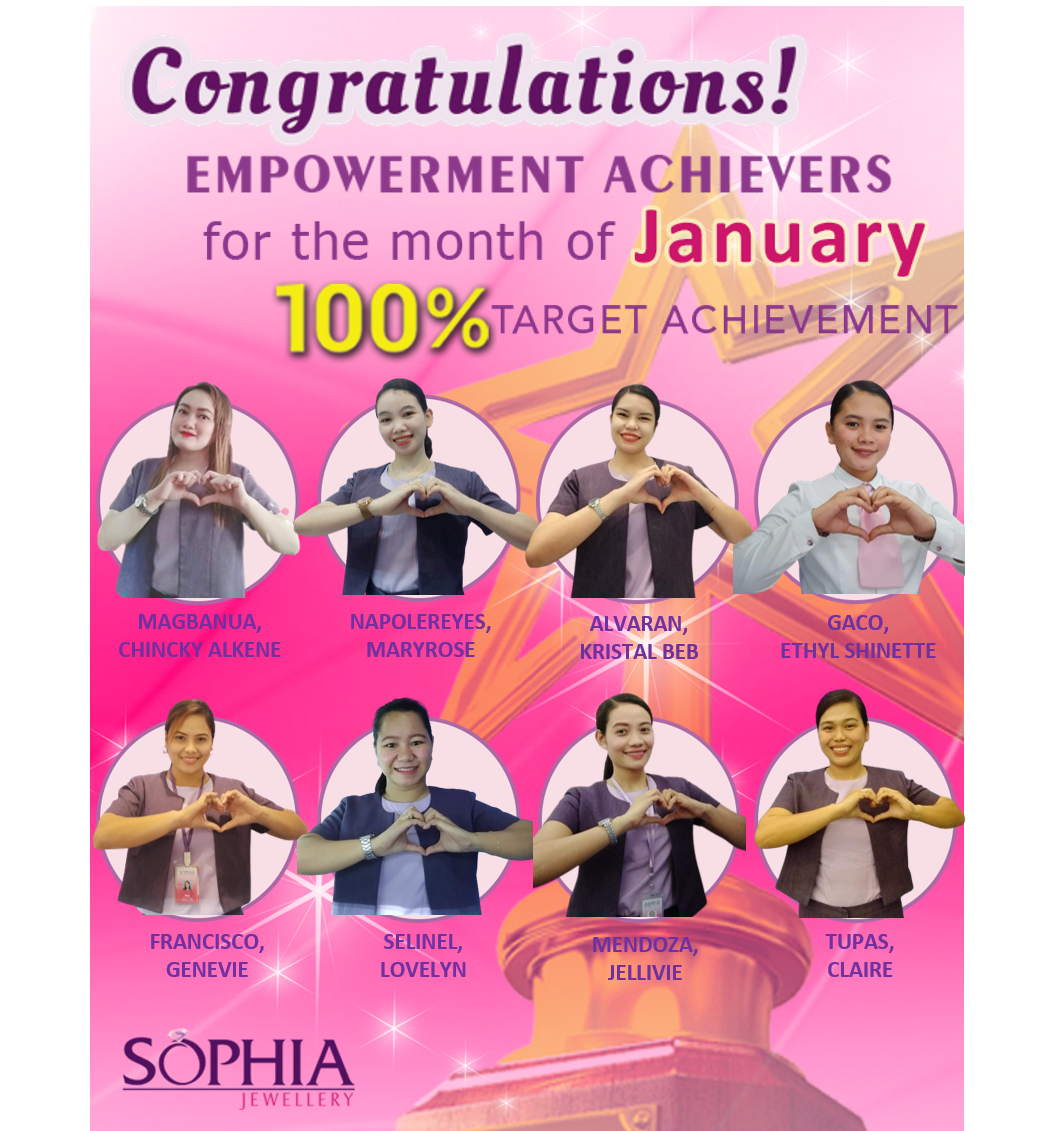 Congratulations!
EMPOWERMENT ACHIEVERS
for the month of January
100% TARGET ACHIEVEMENT
MAGBANUA,
CHINCKY ALKENE
NAPOLEREYES,
MARYROSE
ALVARAN,
KRISTAL BEB
GACO,
ETHYL SHINETTE
FRANCISCO,
GENEVIE
SELINEL,
LOVELYN
MENDOZA,
JELLIVIE
TUPAS,
CLAIRE
SOPHIA
JEWELLERY